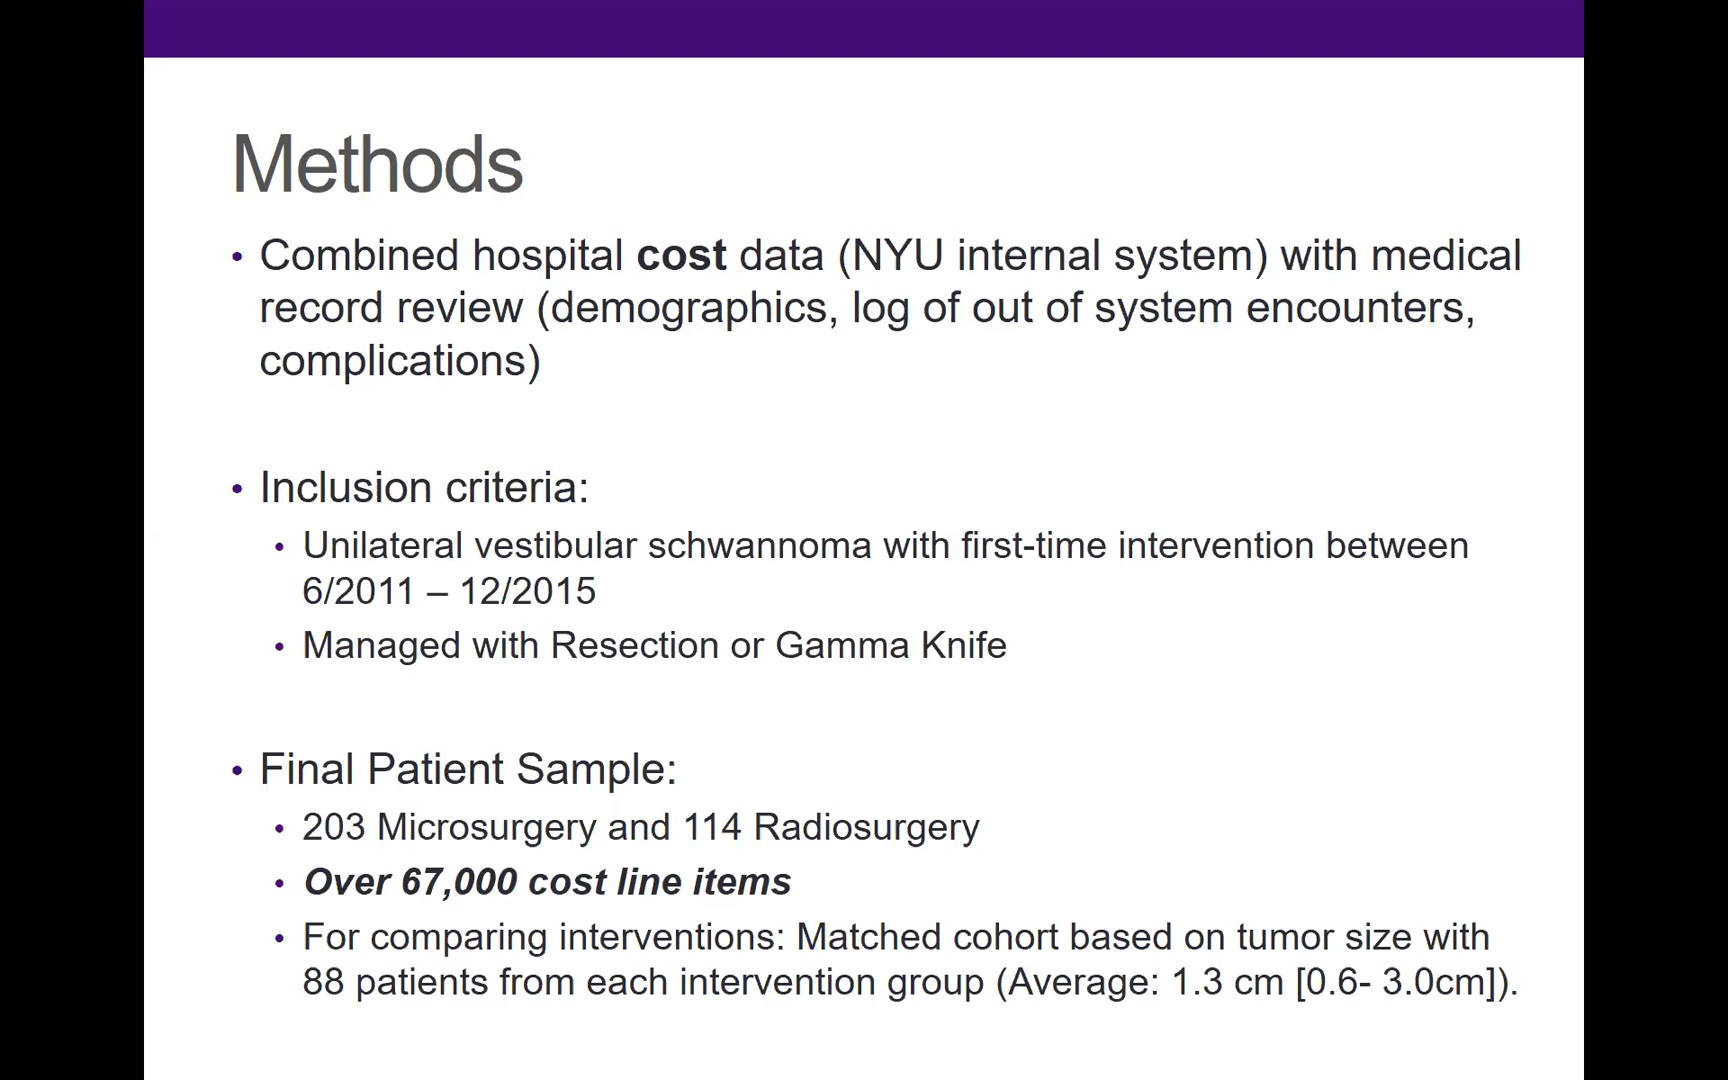 Methods
• Combined hospital cost data (NYU internal system) with medical
record review (demographics, log of out of system encounters,
complications)
• Inclusion criteria:
• Unilateral vestibular schwannoma with first-time intervention between
6/2011 – 12/2015
• Managed with Resection or Gamma Knife
• Final Patient Sample:
• 203 Microsurgery and 114 Radiosurgery
• Over 67,000 cost line items
• For comparing interventions: Matched cohort based on tumor size with
88 patients from each intervention group (Average: 1.3 cm [0.6- 3.0cm]).